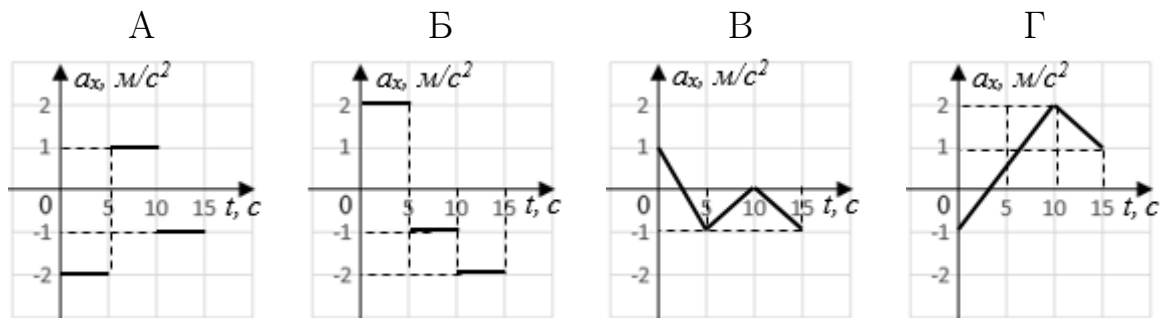 А Б В Г
aₓ, м/с² aₓ, м/с² aₓ, м/с² aₓ, м/с²
2 2 2 2
1 1 1 1
0 5 10 15 t, с 0 5 10 15 t, с 0 5 10 15 t, с 0 5 10 15 t, с
-1 -1 -1 -1
-2 -2 -2 -2